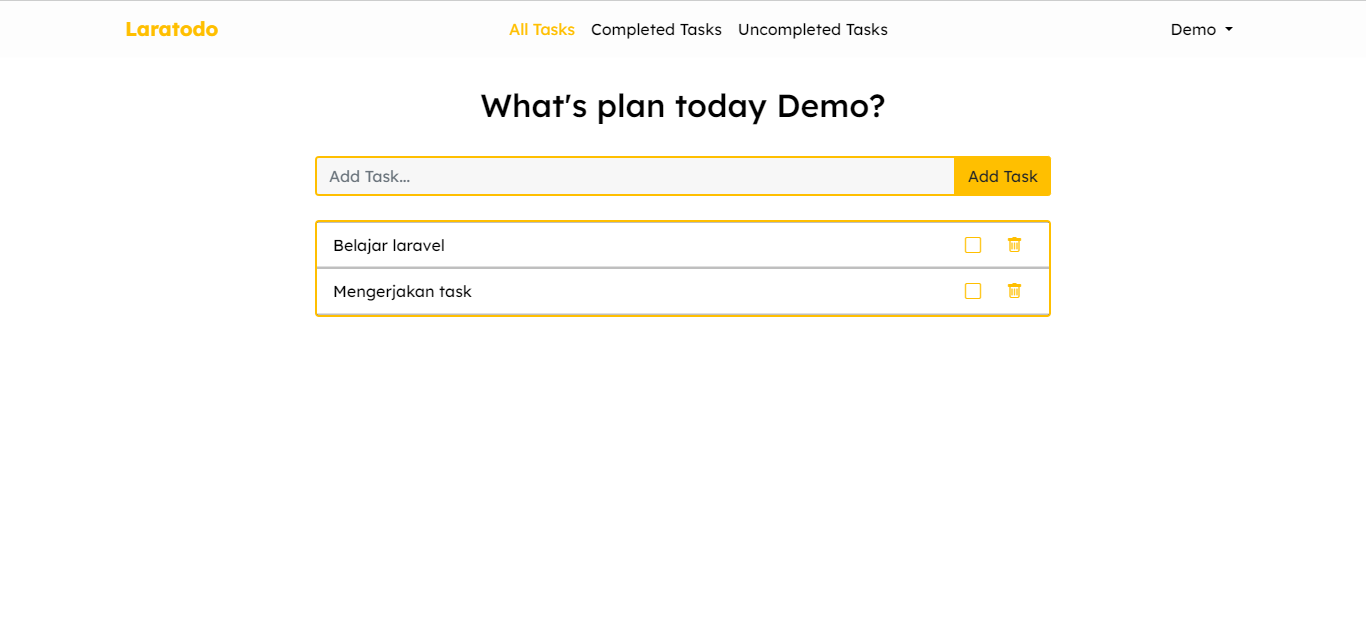 Laratodo All Tasks Completed Tasks Uncompleted Tasks Demo
What's plan today Demo?
Add Task... Add Task
Belajar laravel
Mengerjakan task